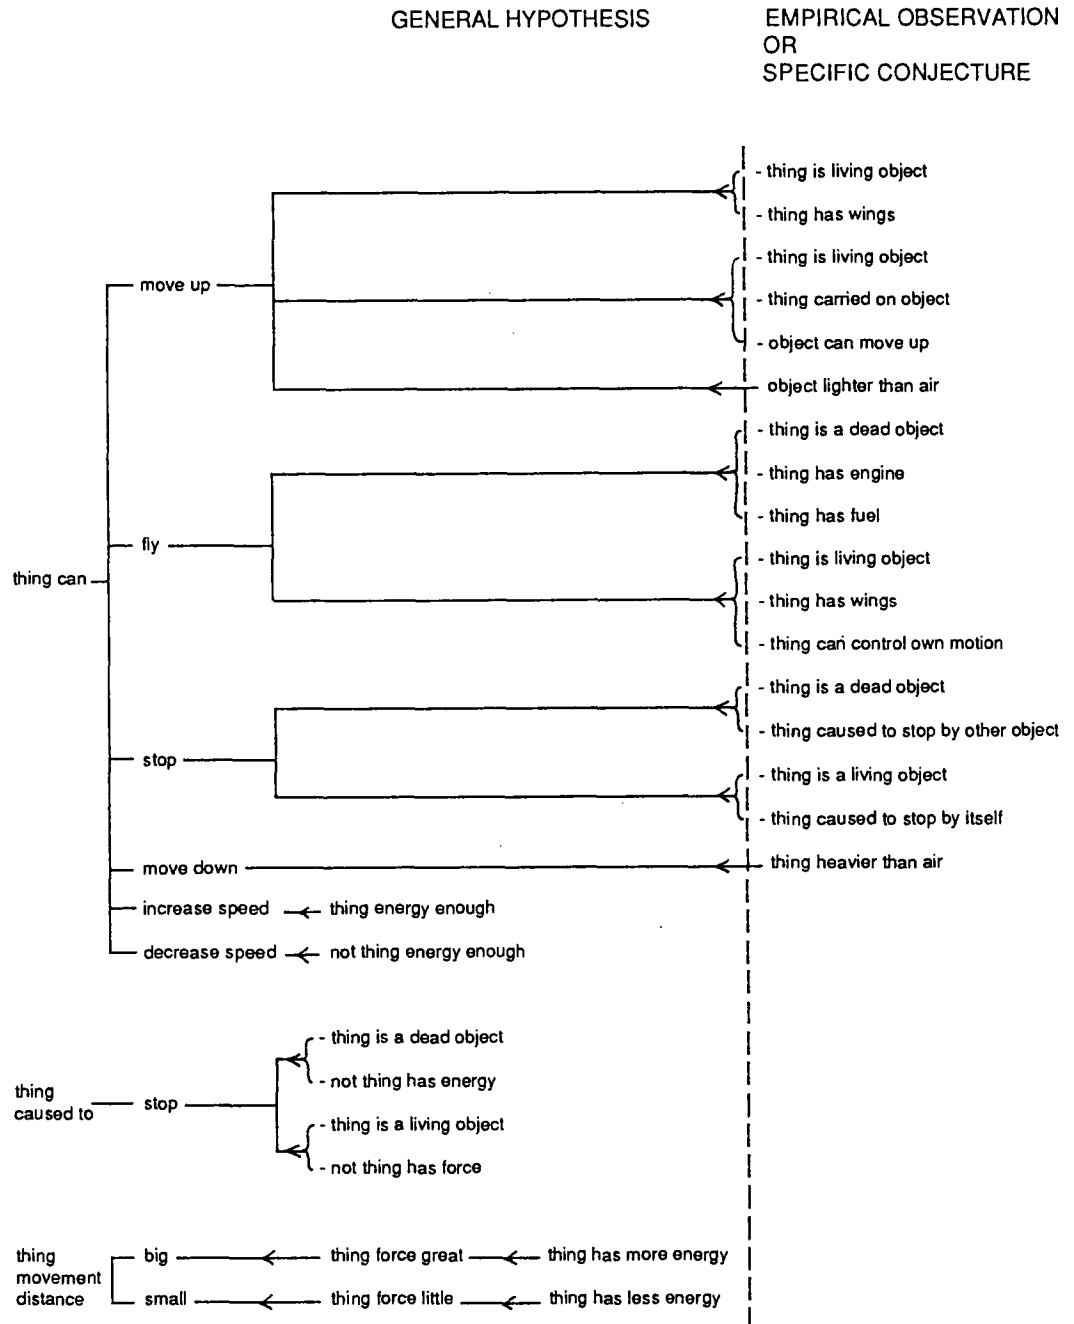 GENERAL HYPOTHESIS
EMPIRICAL OBSERVATION
OR
SPECIFIC CONJECTURE
- thing is living object
- thing has wings
- thing is living object
move up
- thing carried on object
- object can move up
object lighter than air
- thing is a dead object
- thing has engine
- thing has fuel
fly
- thing is living object
thing can
- thing has wings
- thing can control own motion
- thing is a dead object
- thing caused to stop by other object
stop
- thing is a living object
- thing caused to stop by itself
move down
thing heavier than air
increase speed
thing energy enough
decrease speed
not thing energy enough
- thing is a dead object
- not thing has energy
thing
caused to
stop
- thing is a living object
- not thing has force
thing
movement
distance
big
thing force great
thing has more energy
small
thing force little
thing has less energy